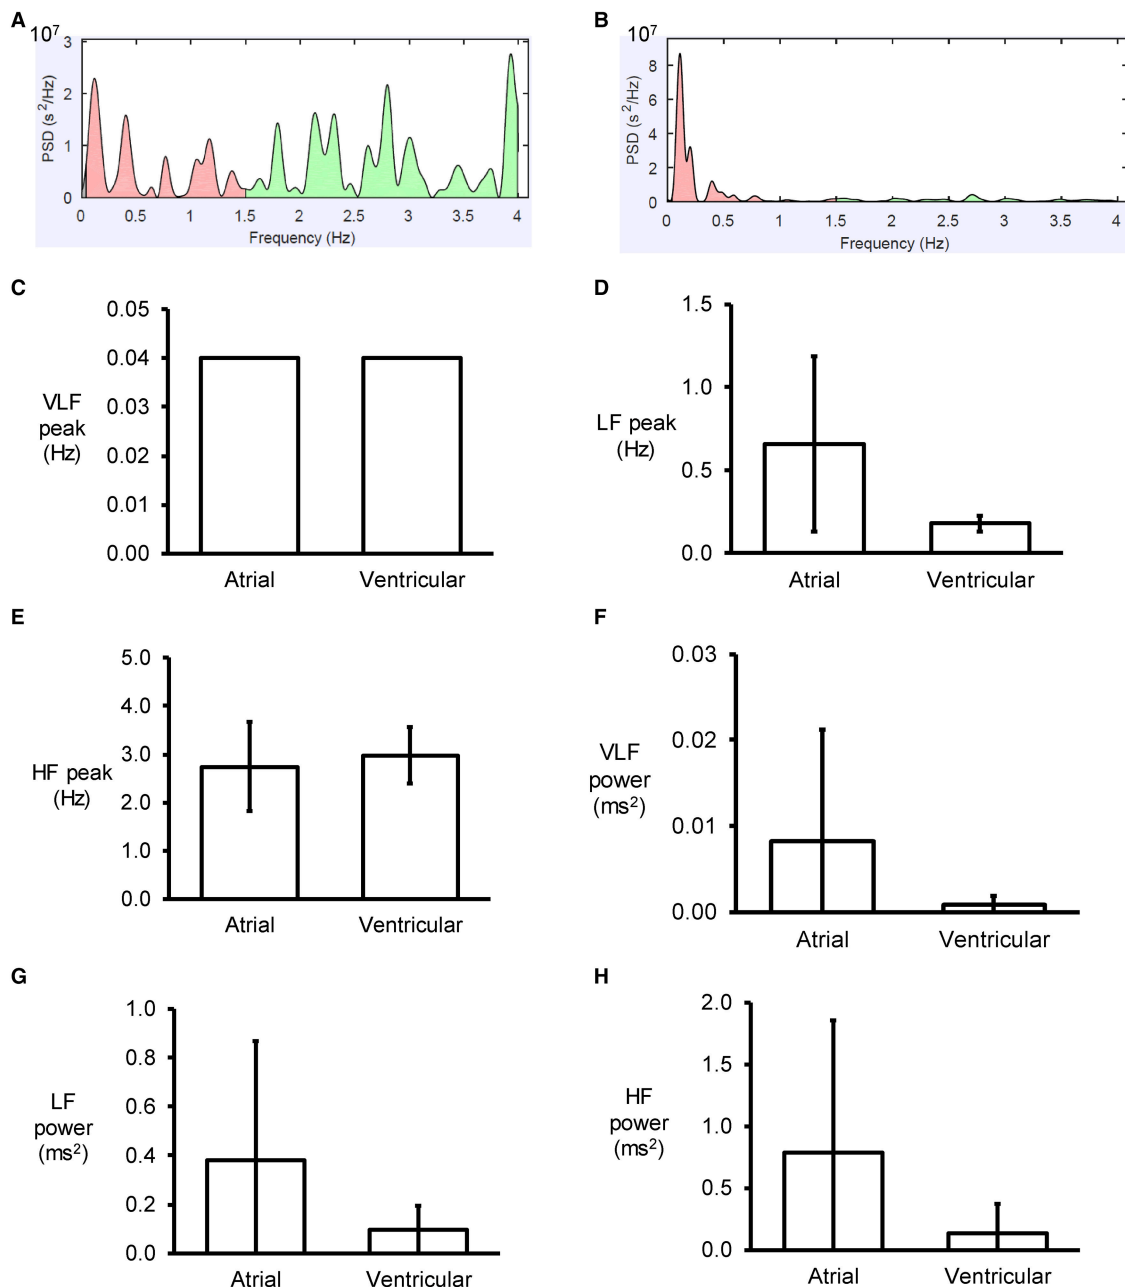 A
10⁷
3
2
1
0
PSD (s²/Hz)
0 0.5 1 1.5 2 2.5 3 3.5 4
Frequency (Hz)
B
10⁷
8
6
4
2
0
PSD (s²/Hz)
0 0.5 1 1.5 2 2.5 3 3.5 4
Frequency (Hz)
C
0.05
0.04
0.03
0.02
0.01
0.00
VLF
peak
(Hz)
Atrial Ventricular
D
1.5
1.0
0.5
0.0
LF peak
(Hz)
Atrial Ventricular
E
5.0
4.0
3.0
2.0
1.0
0.0
HF peak
(Hz)
Atrial Ventricular
F
0.03
0.02
0.01
0.00
VLF
power
(ms²)
Atrial Ventricular
G
1.0
0.8
0.6
0.4
0.2
0.0
LF
power
(ms²)
Atrial Ventricular
H
2.0
1.5
1.0
0.5
0.0
HF
power
(ms²)
Atrial Ventricular